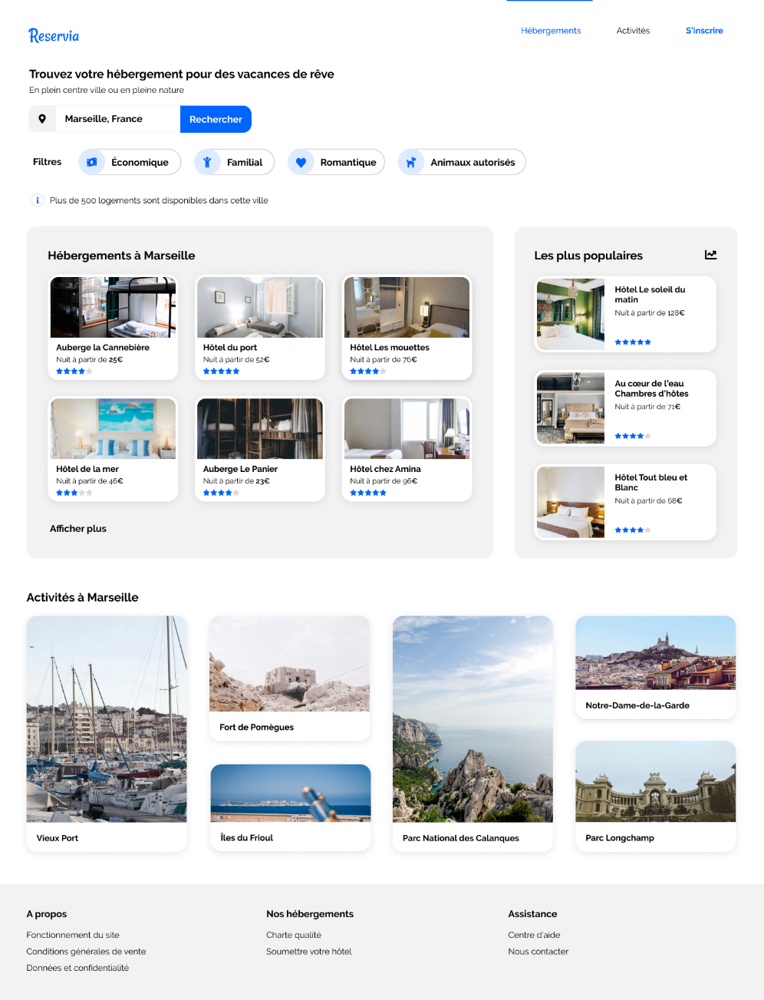 Reservia
Hébergements
Activités
S'inscrire
Trouvez votre hébergement pour des vacances de rêve
En plein centre ville ou en pleine nature
Marseille, France
Rechercher
Filtres
Économique
Familial
Romantique
Animaux autorisés
Plus de 500 logements sont disponibles dans cette ville
Hébergements à Marseille
Auberge la Cannebière
Nuit à partir de 25€
Hôtel du port
Nuit à partir de 52€
Hôtel Les mouettes
Nuit à partir de 76€
Hôtel de la mer
Nuit à partir de 46€
Auberge Le Panier
Nuit à partir de 23€
Hôtel chez Amina
Nuit à partir de 96€
Afficher plus
Les plus populaires
Hôtel Le soleil du
matin
Nuit à partir de 128€
Au cœur de l'eau
Chambres d'hôtes
Nuit à partir de 71€
Hôtel Tout bleu et
Blanc
Nuit à partir de 68€
Activités à Marseille
Vieux Port
Fort de Pomègues
Îles du Frioul
Parc National des Calanques
Notre-Dame-de-la-Garde
Parc Longchamp
A propos
Fonctionnement du site
Conditions générales de vente
Données et confidentialité
Nos hébergements
Charte qualité
Soumettre votre hôtel
Assistance
Centre d'aide
Nous contacter